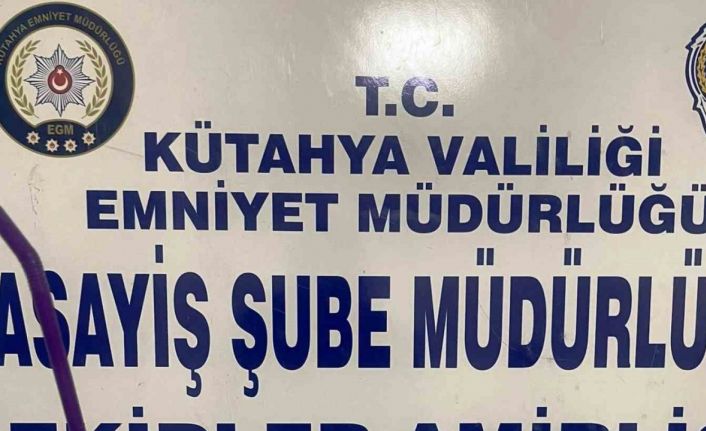 KÜTAHYA EMNİYET MÜDÜRLÜĞÜ
EGM
T.C.
KÜTAHYA VALİLİĞİ
EMNİYET MÜDÜRLÜĞÜ
ASAYİŞ ŞUBE MÜDÜRLÜ